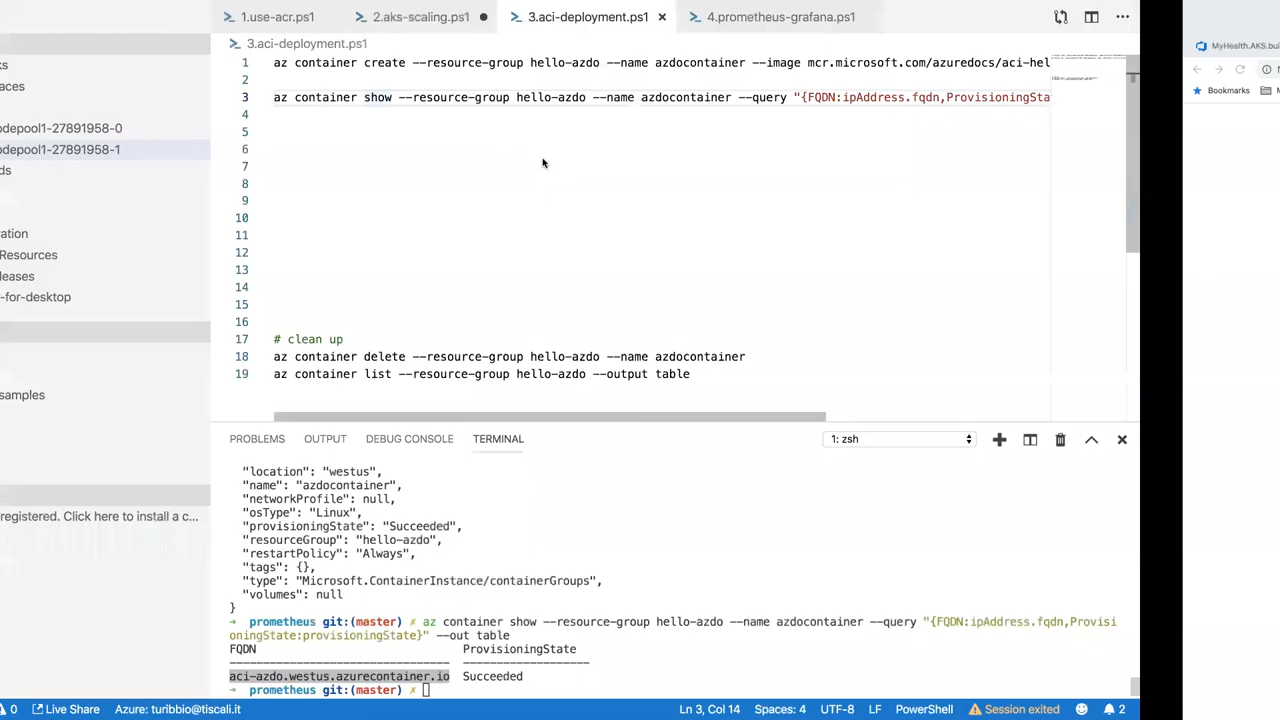 1.use-acr.ps1
2.aks-scaling.ps1
3.aci-deployment.ps1
4.prometheus-grafana.ps1
3.aci-deployment.ps1
1 az container create --resource-group hello-azdo --name azdocontainer --image mcr.microsoft.com/azuredocs/aci-hel
2
3 az container show --resource-group hello-azdo --name azdocontainer --query "{FQDN:ipAddress.fqdn,ProvisioningSta
4
5
6
7
8
9
10
11
12
13
14
15
16
17 # clean up
18 az container delete --resource-group hello-azdo --name azdocontainer
19 az container list --resource-group hello-azdo --output table
ks
aces
odepool1-27891958-0
odepool1-27891958-1
ds
ration
Resources
leases
r-for-desktop
samples
registered. Click here to install a c...
PROBLEMS OUTPUT DEBUG CONSOLE TERMINAL
1: zsh
"location": "westus",
"name": "azdocontainer",
"networkProfile": null,
"osType": "Linux",
"provisioningState": "Succeeded",
"resourceGroup": "hello-azdo",
"restartPolicy": "Always",
"tags": {},
"type": "Microsoft.ContainerInstance/containerGroups",
"volumes": null
}
➜ prometheus git:(master) ✗ az container show --resource-group hello-azdo --name azdocontainer --query "{FQDN:ipAddress.fqdn,Provisi
oningState:provisioningState}" --out table
FQDN ProvisioningState
-------------------------------- ------------------
aci-azdo.westus.azurecontainer.io Succeeded
➜ prometheus git:(master) ✗
0 Live Share Azure: turibbio@tiscali.it Ln 3, Col 14 Spaces: 4 UTF-8 LF PowerShell Session exited 2
MyHealth.AKS.bui
Bookmarks